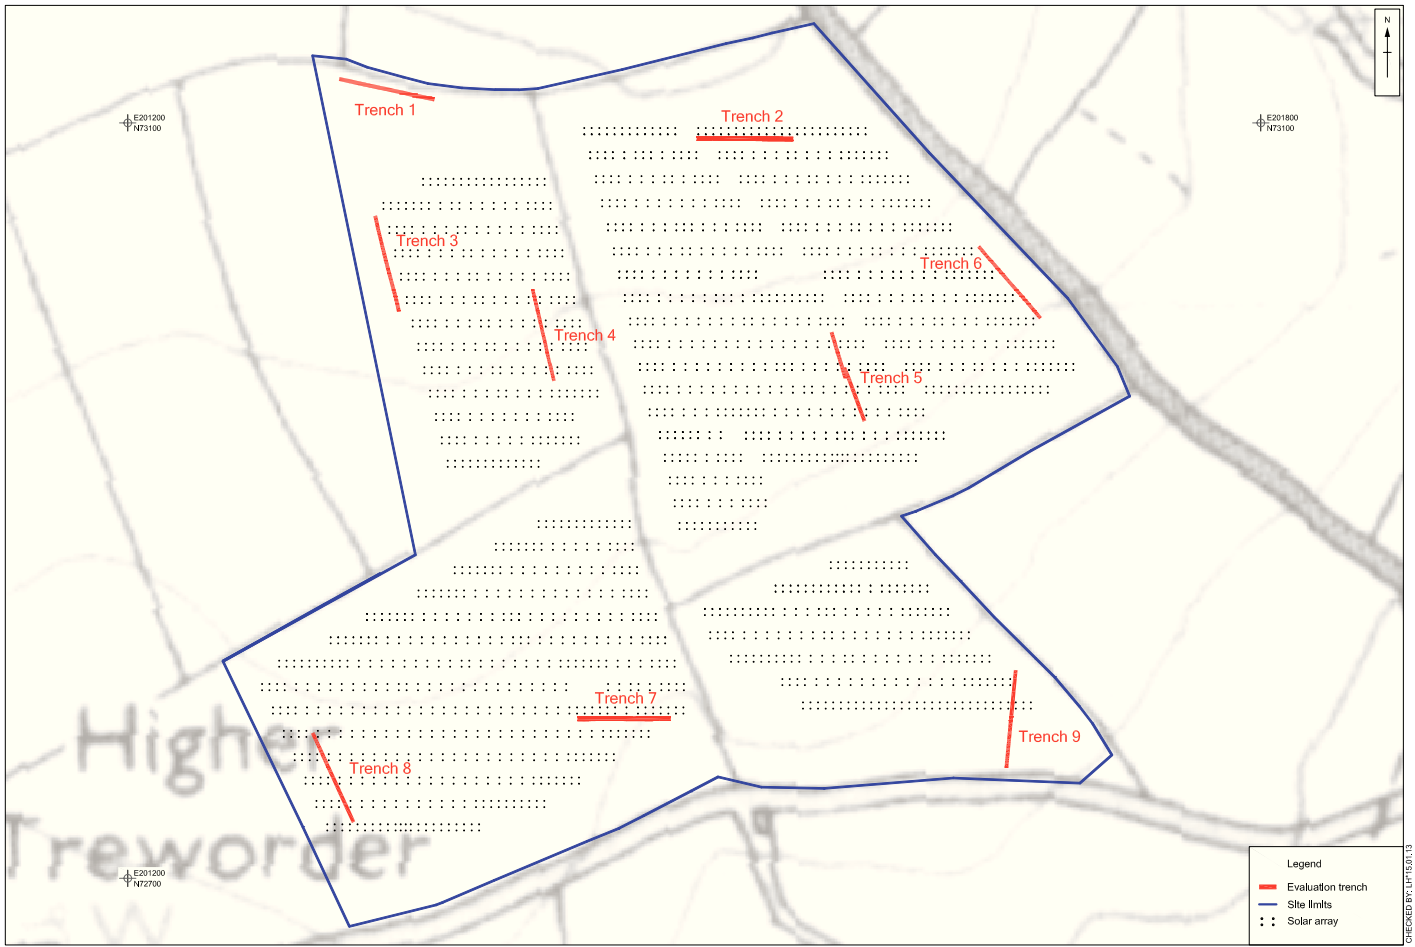 N
Trench 1
E201200
N73100
Trench 2
E201800
N73100
Trench 3
Trench 6
Trench 4
Trench 5
Trench 7
Trench 9
Higher
Trench 8
Treworder
E201200
N72700
W
Legend
Evaluation trench
Site limits
Solar array
CHECKED BY: LH*15.01.13